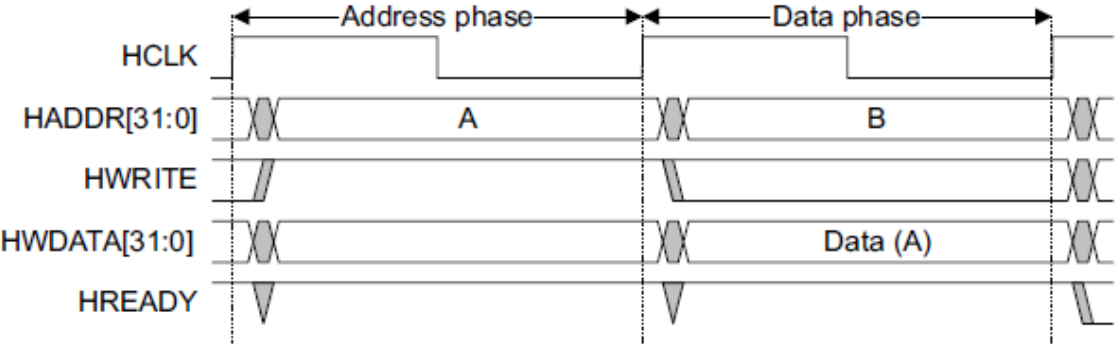 Address phase Data phase
HCLK
HADDR[31:0] A B
HWRITE
HWDATA[31:0] Data (A)
HREADY